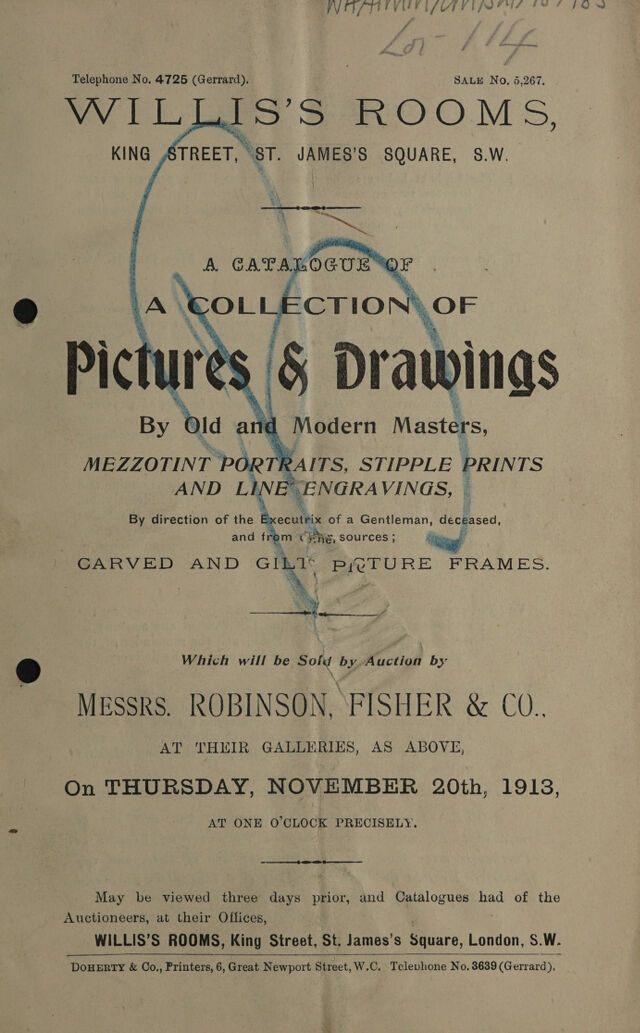 Lot 114
Telephone No. 4725 (Gerrard). SALE No. 5,267.
WILLIS'S ROOMS,
KING STREET, ST. JAMES'S SQUARE, S.W.
A CATALOGUE OF
A COLLECTION OF
Pictures & Drawings
By Old and Modern Masters,
MEZZOTINT PORTRAITS, STIPPLE PRINTS
AND LINE ENGRAVINGS,
By direction of the Executrix of a Gentleman, deceased,
and from sources;
CARVED AND GILT PICTURE FRAMES.
Which will be Sold by Auction by
MESSRS. ROBINSON, FISHER & CO.,
AT THEIR GALLERIES, AS ABOVE,
On THURSDAY, NOVEMBER 20th, 1913,
AT ONE O'CLOCK PRECISELY.
May be viewed three days prior, and Catalogues had of the
Auctioneers, at their Offices,
WILLIS'S ROOMS, King Street, St. James's Square, London, S.W.
DOHERTY & Co., Printers, 6, Great Newport Street, W.C. Telephone No. 3639 (Gerrard).